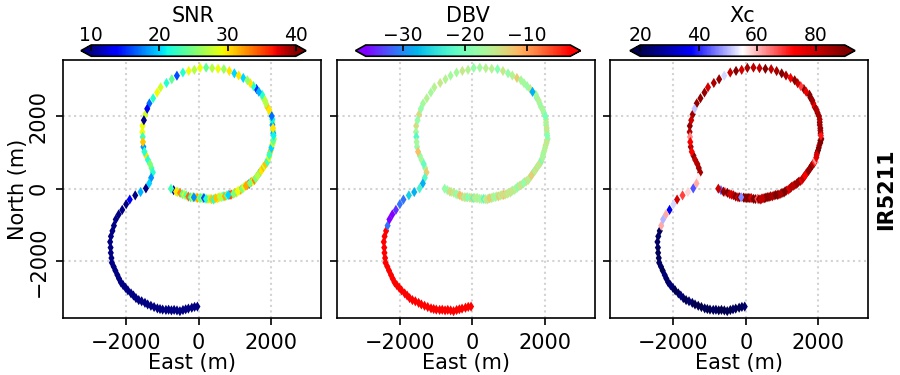 SNR DBV Xc
10 20 30 40 −30 −20 −10 20 40 60 80
North (m)
2000
0
−2000
−2000 0 2000 −2000 0 2000 −2000 0 2000
East (m) East (m) East (m)
IR5211